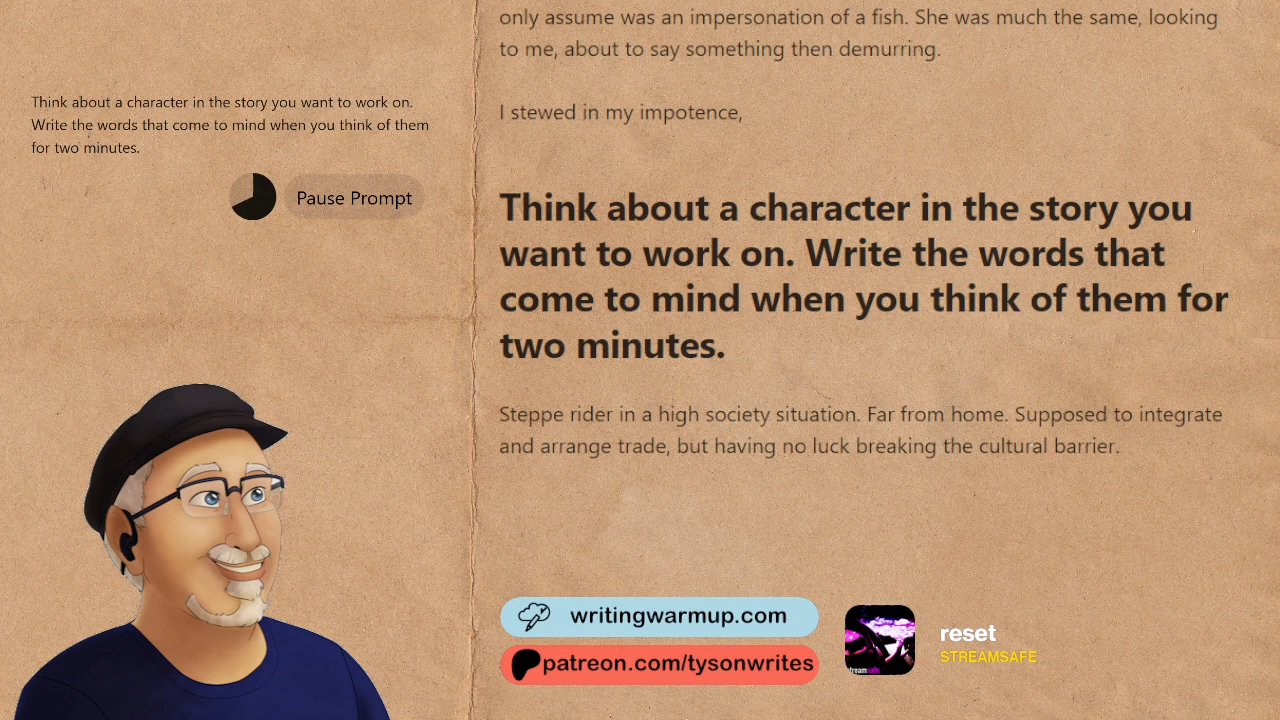 Think about a character in the story you want to work on.
Write the words that come to mind when you think of them
for two minutes.
Pause Prompt
only assume was an impersonation of a fish. She was much the same, looking
to me, about to say something then demurring.
I stewed in my impotence,
Think about a character in the story you
want to work on. Write the words that
come to mind when you think of them for
two minutes.
Steppe rider in a high society situation. Far from home. Supposed to integrate
and arrange trade, but having no luck breaking the cultural barrier.
writingwarmup.com
patreon.com/tysonwrites
reset
STREAMSAFE